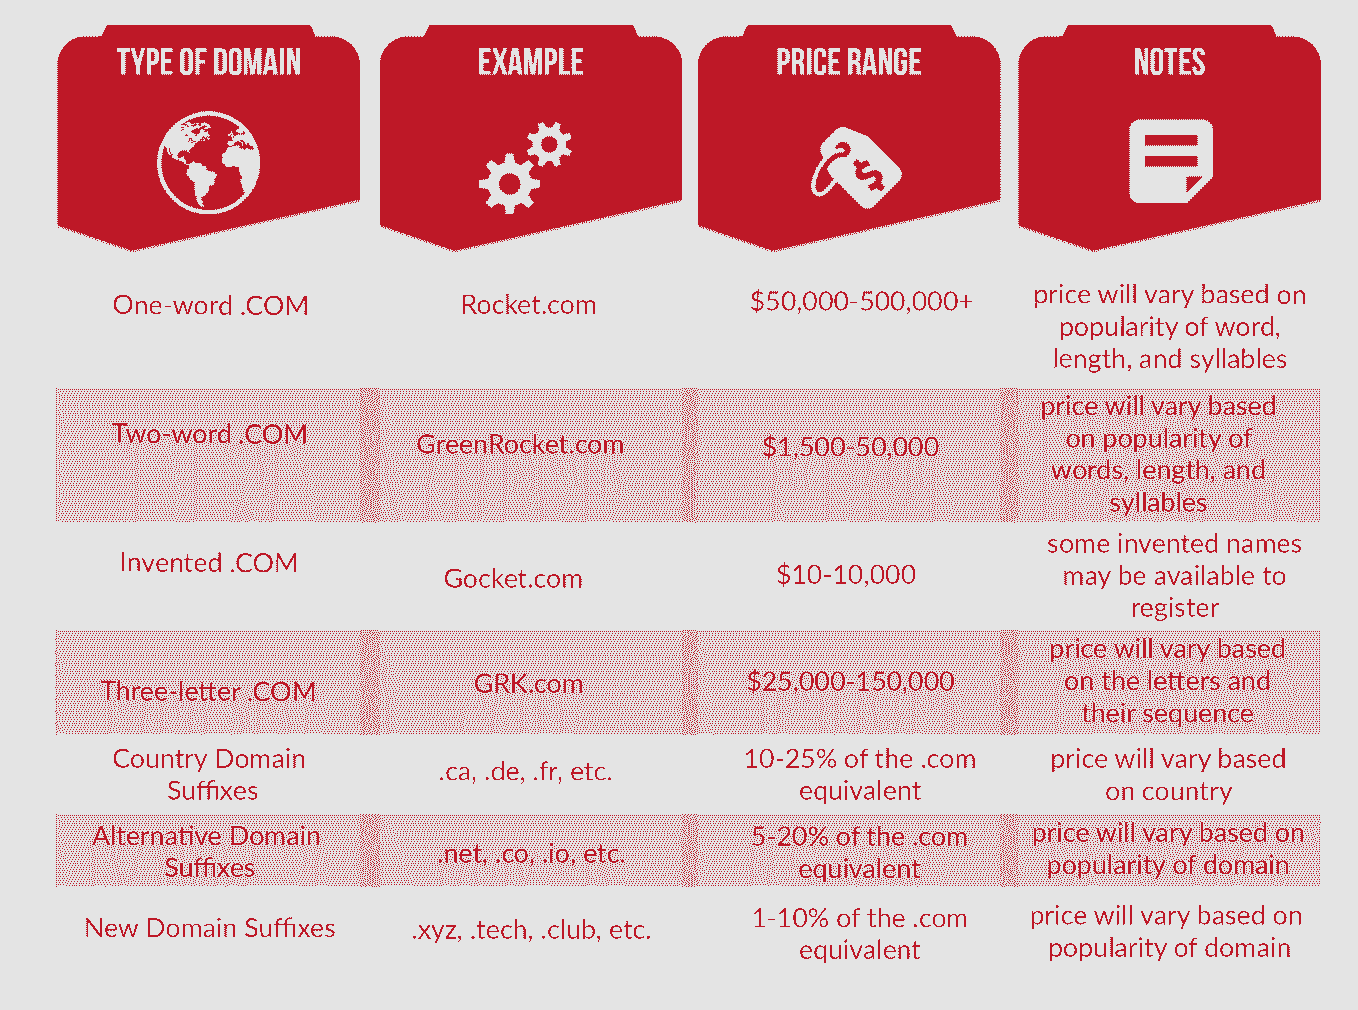 TYPE OF DOMAIN
EXAMPLE
PRICE RANGE
NOTES
One-word .COM
Rocket.com
$50,000-500,000+
price will vary based on
popularity of word,
length, and syllables
Two-word .COM
GreenRocket.com
$1,500-50,000
price will vary based
on popularity of
words, length, and
syllables
Invented .COM
Gocket.com
$10-10,000
some invented names
may be available to
register
Three-letter .COM
GRK.com
$25,000-150,000
price will vary based
on the letters and
their sequence
Country Domain
Suffixes
.ca, .de, .fr, etc.
10-25% of the .com
equivalent
price will vary based
on country
Alternative Domain
Suffixes
.net, .co, .io, etc.
5-20% of the .com
equivalent
price will vary based on
popularity of domain
New Domain Suffixes
.xyz, .tech, .club, etc.
1-10% of the .com
equivalent
price will vary based on
popularity of domain